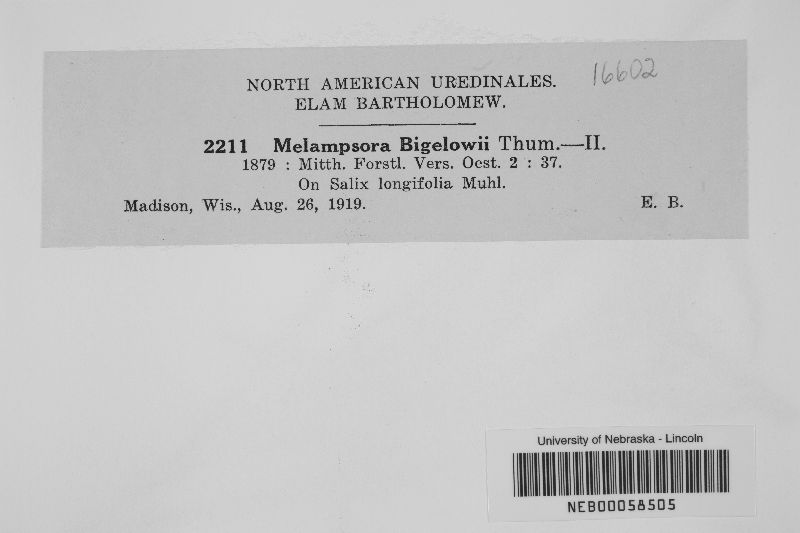 NORTH AMERICAN UREDINALES.
16602
ELAM BARTHOLOMEW.
2211 Melampsora Bigelowii Thum.—II.
1879 : Mitth. Forstl. Vers. Oest. 2 : 37.
On Salix longifolia Muhl.
Madison, Wis., Aug. 26, 1919. E. B.
University of Nebraska - Lincoln
NEB00058505